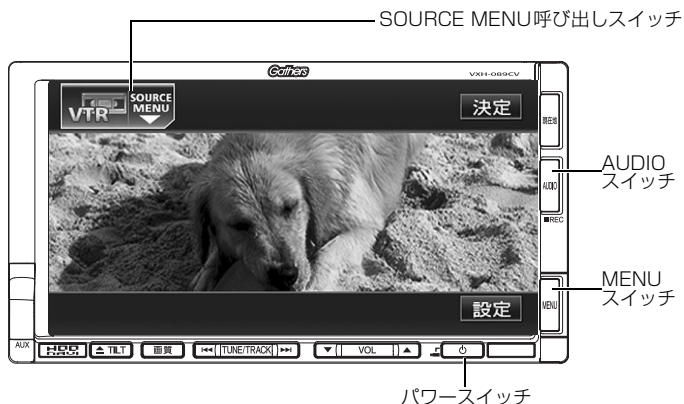 SOURCE MENU呼び出しスイッチ
Gathers
VXH-089CV
VTR
SOURCE
MENU
決定
現在地
AUDIO
AUDIO
スイッチ
■REC
MENU
スイッチ
設定
MENU
AUX
HDD
NAVI
TILT
画質
TUNE/TRACK
VOL
パワースイッチ